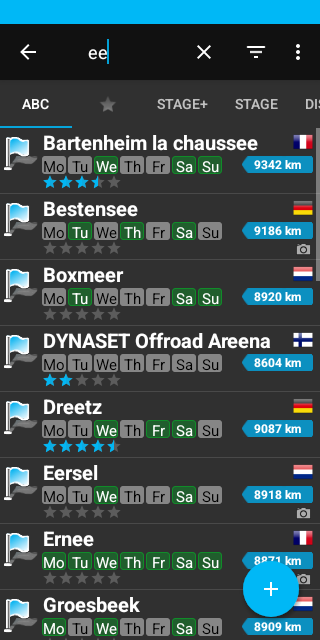 ee
ABC STAGE+ STAGE DI
Bartenheim la chaussee
Mo Tu We Th Fr Sa Su 9342 km
Bestensee
Mo Tu We Th Fr Sa Su 9186 km
Boxmeer
Mo Tu We Th Fr Sa Su 8920 km
DYNASET Offroad Areena
Mo Tu We Th Fr Sa Su 8604 km
Dreetz
Mo Tu We Th Fr Sa Su 9087 km
Eersel
Mo Tu We Th Fr Sa Su 8918 km
Ernee
Mo Tu We Th Fr Sa Su 8871 km
Groesbeek
Mo Tu We Th Fr Sa Su 8909 km